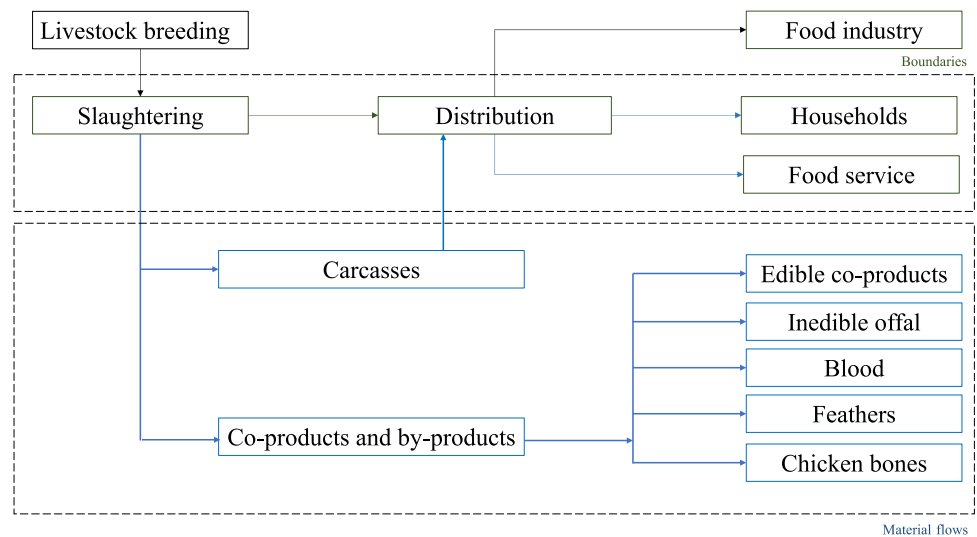 Livestock breeding
Food industry
Boundaries
Slaughtering
Distribution
Households
Food service
Carcasses
Edible co-products
Inedible offal
Blood
Feathers
Co-products and by-products
Chicken bones
Material flows